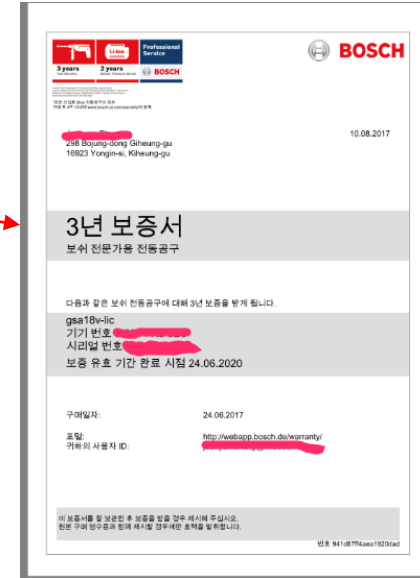 Professional
Service
Li-Ion
3 years
2 years
BOSCH
BOSCH
10.08.2017
298 Bojung-dong Giheung-gu
16923 Yongin-si, Kiheung-gu
3년 보증서
보쉬 전문가용 전동공구
다음과 같은 보쉬 전동공구에 대해 3년 보증을 받게 됩니다.
gsa18v-lic
기기 번호
시리얼 번호
보증 유효 기간 완료 시점 24.06.2020
구매일자: 24.06.2017
포털: http://webapp.bosch.de/warranty/
귀하의 사용자 ID:
이 보증서를 잘 보관한 후 보증을 받을 경우 제시해 주십시오.
원본 구매 영수증과 함께 제시할 경우에만 효력을 발휘합니다.
번호